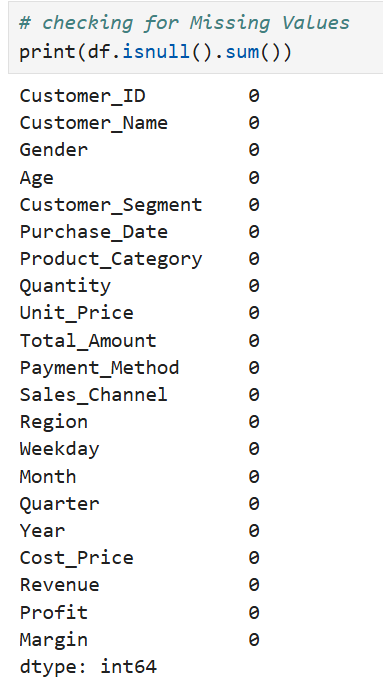 # checking for Missing Values
print(df.isnull().sum())
Customer_ID 0
Customer_Name 0
Gender 0
Age 0
Customer_Segment 0
Purchase_Date 0
Product_Category 0
Quantity 0
Unit_Price 0
Total_Amount 0
Payment_Method 0
Sales_Channel 0
Region 0
Weekday 0
Month 0
Quarter 0
Year 0
Cost_Price 0
Revenue 0
Profit 0
Margin 0
dtype: int64